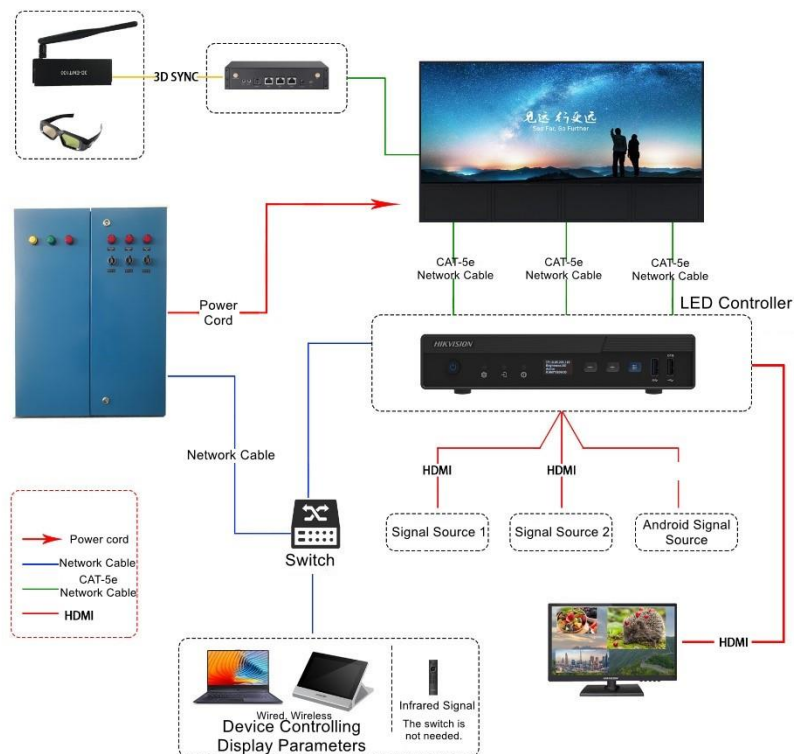 3D-EMIT100
3D SYNC
见远 行更远
See Far, Go Further
CAT-5e
Network Cable
CAT-5e
Network Cable
CAT-5e
Network Cable
LED Controller
Power
Cord
HIKVISION
Network Cable
HDMI
HDMI
Signal Source 1
Signal Source 2
Android Signal
Source
Switch
Power cord
Network Cable
CAT-5e
Network Cable
HDMI
HDMI
Wired, Wireless
Device Controlling
Display Parameters
Infrared Signal
The switch is
not needed.